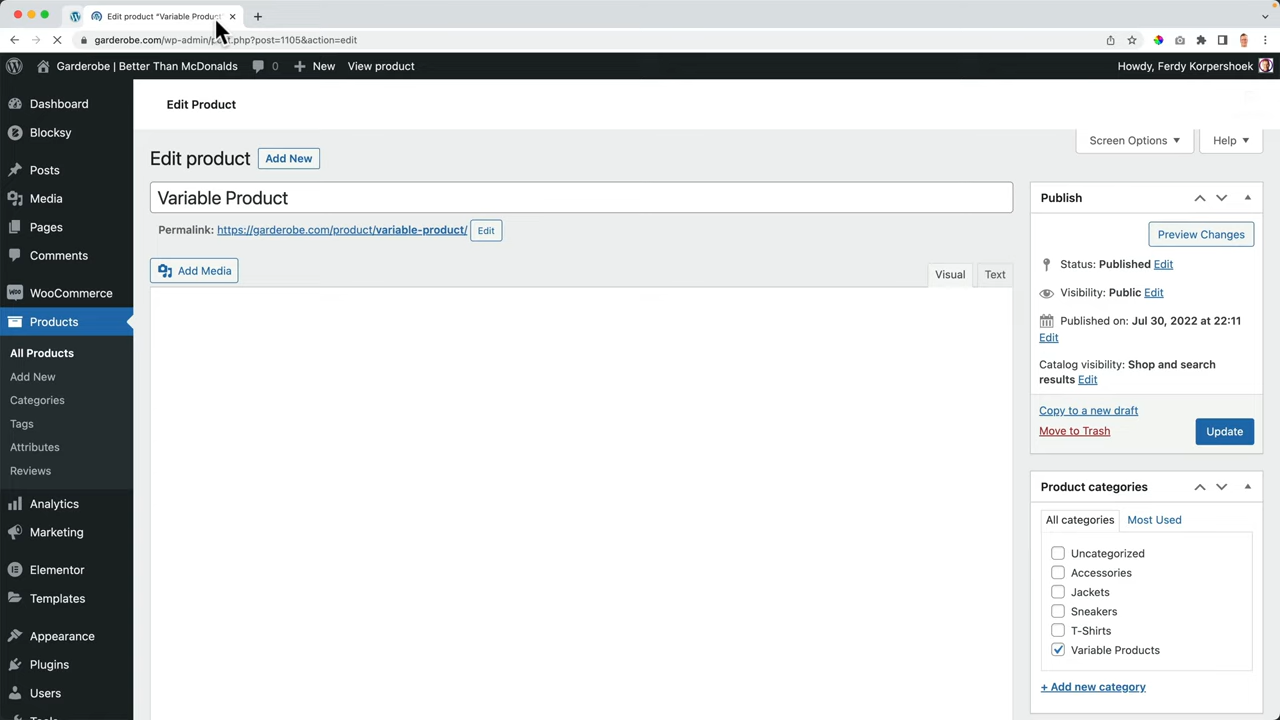 Edit product “Variable Product
garderobe.com/wp-admin/post.php?post=1105&action=edit
Garderobe | Better Than McDonalds
0
New
View product
Howdy, Ferdy Korpershoek
Dashboard
Blocksy
Posts
Media
Pages
Comments
WooCommerce
Products
All Products
Add New
Categories
Tags
Attributes
Reviews
Analytics
Marketing
Elementor
Templates
Appearance
Plugins
Users
Edit Product
Screen Options
Help
Edit product
Add New
Variable Product
Permalink: https://garderobe.com/product/variable-product/ Edit
Add Media
Visual
Text
Publish
Preview Changes
Status: Published Edit
Visibility: Public Edit
Published on: Jul 30, 2022 at 22:11
Edit
Catalog visibility: Shop and search
results Edit
Copy to a new draft
Move to Trash
Update
Product categories
All categories
Most Used
Uncategorized
Accessories
Jackets
Sneakers
T-Shirts
Variable Products
+ Add new category